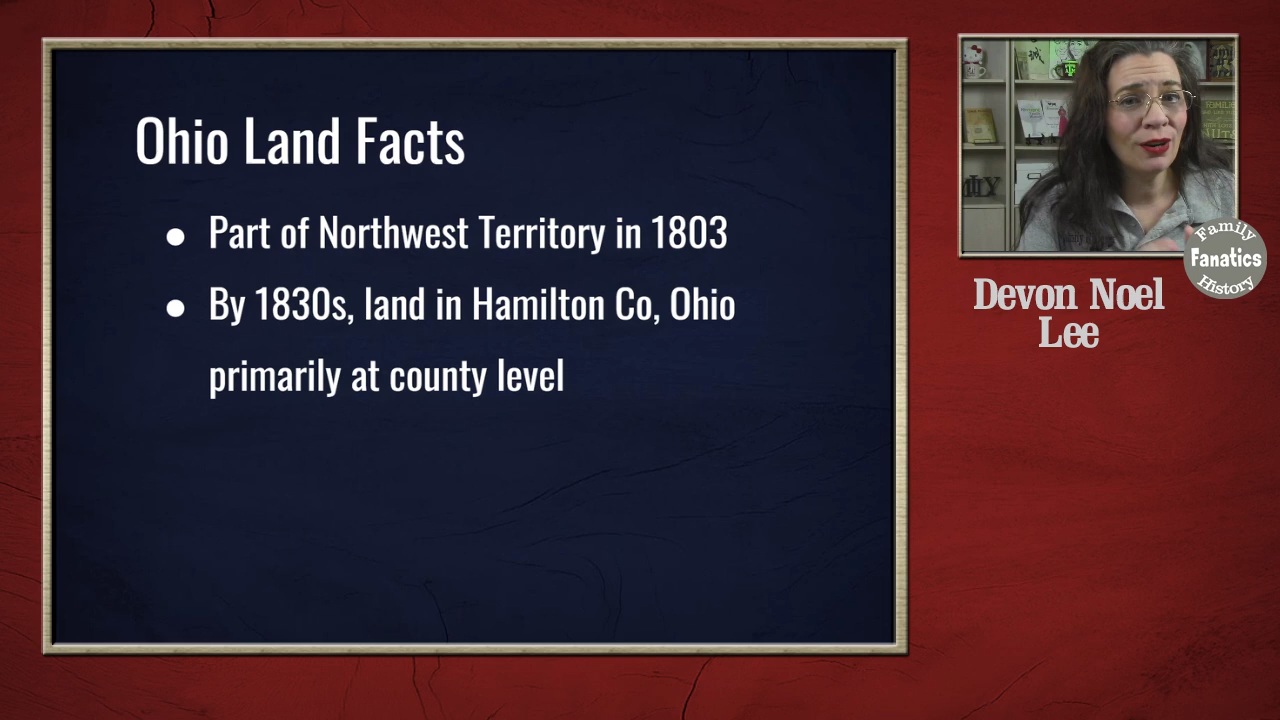 Ohio Land Facts
● Part of Northwest Territory in 1803
● By 1830s, land in Hamilton Co, Ohio
primarily at county level
Family
Fanatics
History
Devon Noel
Lee